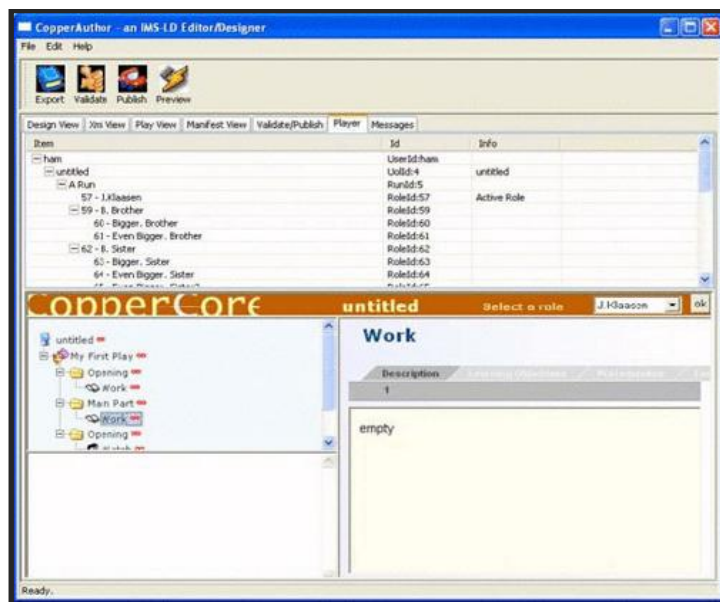 CopperAuthor - an IMS-LD Editor/Designer
File Edit Help
Export Validate Publish Preview
Design View Xml View Play View Manifest View Validate/Publish Player Messages
Item Id Info
ham UserId:ham
untitled UolId:4 untitled
A Run RunId:5
57 - J.Klaasen RoleId:57 Active Role
59 - B. Brother RoleId:59
60 - Bigger. Brother RoleId:60
61 - Even Bigger. Brother RoleId:61
62 - B. Sister RoleId:62
63 - Bigger. Sister RoleId:63
64 - Even Bigger. Sister RoleId:64
CopperCore untitled Select a role J.Klaasen ok
untitled
My First Play
Opening
Work
Main Part
Work
Opening
Work
Description
1
empty
Ready.